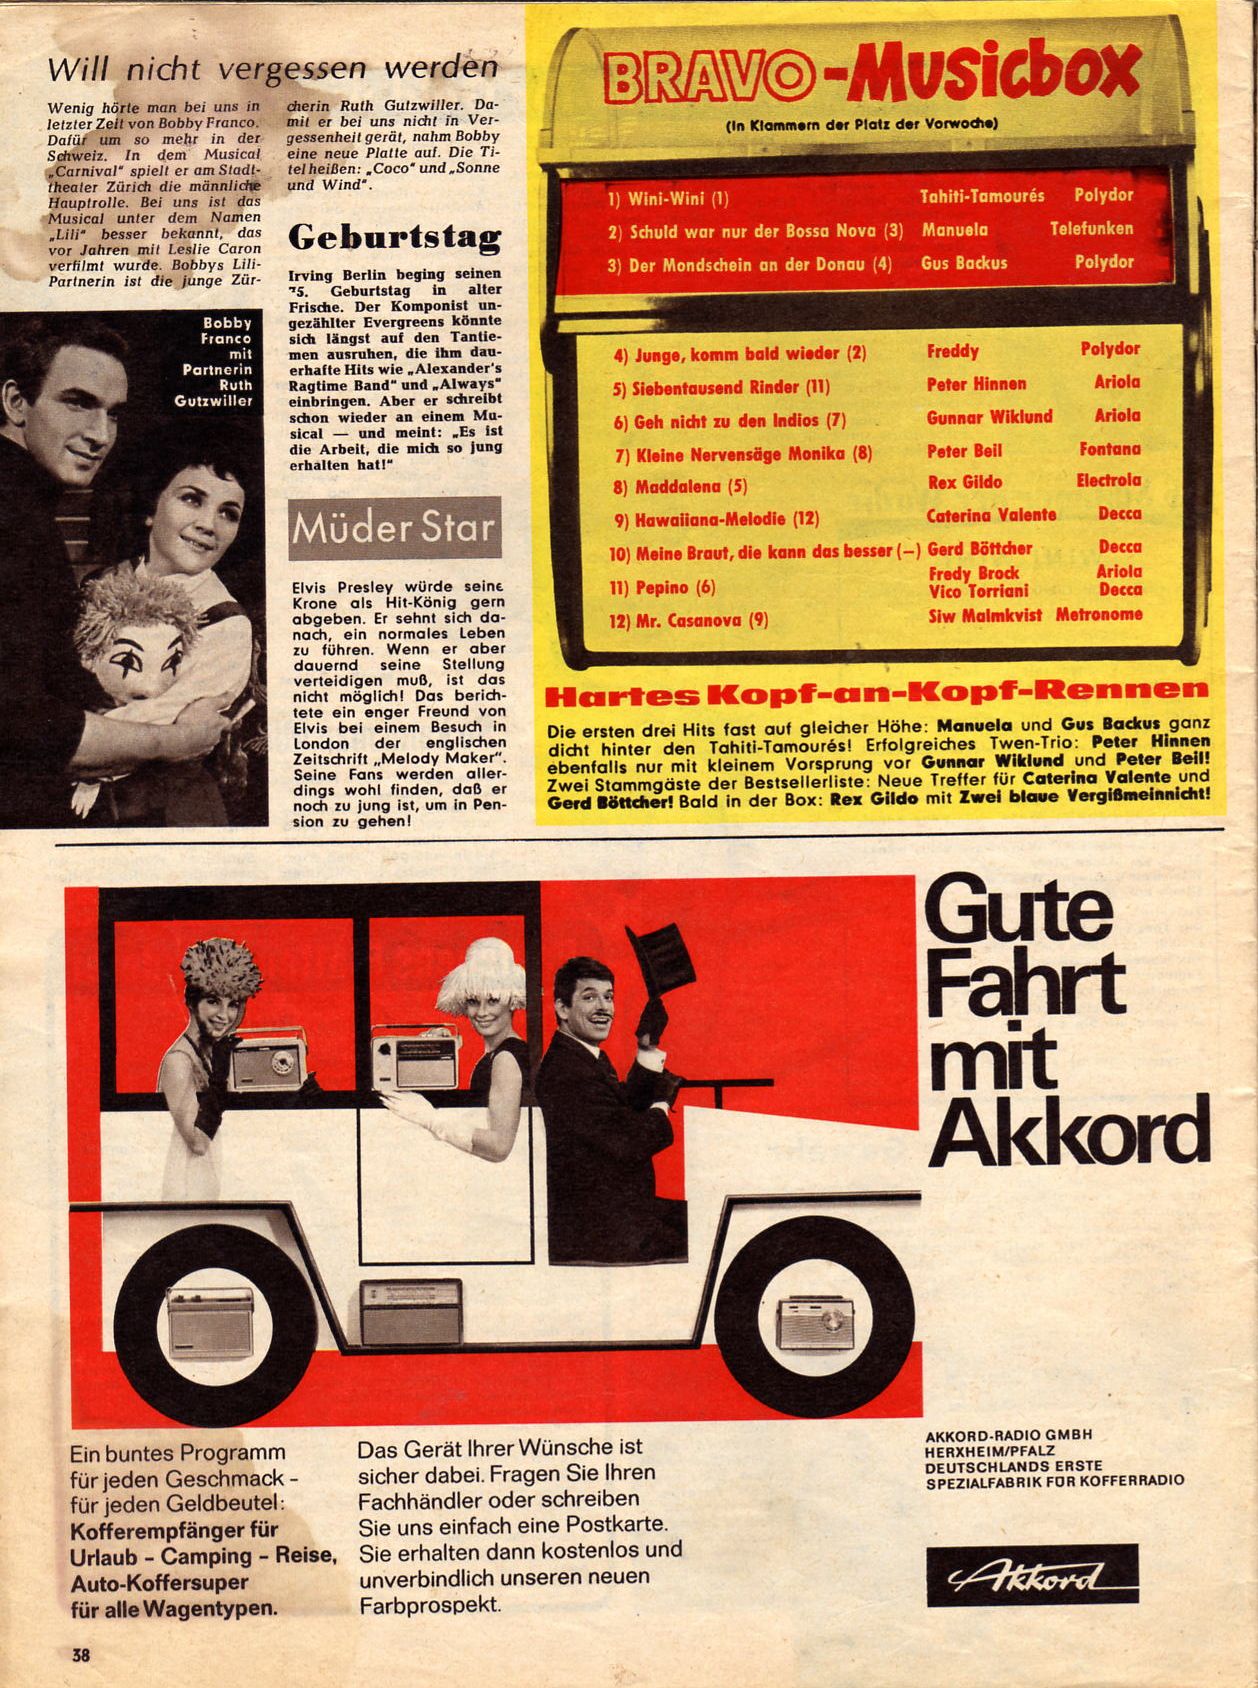 Will nicht vergessen werden
Wenig hörte man bei uns in
letzter Zeit von Bobby Franco.
Dafür um so mehr in der
Schweiz. In dem Musical
„Carnival" spielt er am Stadt-
theater Zürich die männliche
Hauptrolle. Bei uns ist das
Musical unter dem Namen
„Lili" besser bekannt, das
vor Jahren mit Leslie Caron
verfilmt wurde. Bobbys Lili-
Partnerin ist die junge Zür-
cherin Ruth Gutzwiller. Da-
mit er bei uns nicht in Ver-
gessenheit gerät, nahm Bobby
eine neue Platte auf. Die Ti-
tel heißen: „Coco" und „Sonne
und Wind".
Bobby
Franco
mit
Partnerin
Ruth
Gutzwiller
Geburtstag
Irving Berlin beging seinen
75. Geburtstag in alter
Frische. Der Komponist un-
gezählter Evergreens könnte
sich längst auf den Tantie-
men ausruhen, die ihm dau-
erhafte Hits wie „Alexander's
Ragtime Band" und „Always"
einbringen. Aber er schreibt
schon wieder an einem Mu-
sical — und meint: „Es ist
die Arbeit, die mich so jung
erhalten hat!"
Müder Star
Elvis Presley würde seine
Krone als Hit-König gern
abgeben. Er sehnt sich da-
nach, ein normales Leben
zu führen. Wenn er aber
dauernd seine Stellung
verteidigen muß, ist das
nicht möglich! Das berich-
tete ein enger Freund von
Elvis bei einem Besuch in
London der englischen
Zeitschrift „Melody Maker".
Seine Fans werden aller-
dings wohl finden, daß er
noch zu jung ist, um in Pen-
sion zu gehen!
BRAVO-Musicbox
(In Klammern der Platz der Vorwoche)
1) Wini-Wini (1) Tahiti-Tamourés Polydor
2) Schuld war nur der Bossa Nova (3) Manuela Telefunken
3) Der Mondschein an der Donau (4) Gus Backus Polydor
4) Junge, komm bald wieder (2) Freddy Polydor
5) Siebentausend Rinder (11) Peter Hinnen Ariola
6) Geh nicht zu den Indios (7) Gunnar Wiklund Ariola
7) Kleine Nervensäge Monika (8) Peter Beil Fontana
8) Maddalena (5) Rex Gildo Electrola
9) Hawaiiana-Melodie (12) Caterina Valente Decca
10) Meine Braut, die kann das besser (–) Gerd Böttcher Decca
11) Pepino (6) Fredy Brock Ariola
Vico Torriani Decca
12) Mr. Casanova (9) Siw Malmkvist Metronome
Hartes Kopf-an-Kopf-Rennen
Die ersten drei Hits fast auf gleicher Höhe: Manuela und Gus Backus ganz
dicht hinter den Tahiti-Tamourés! Erfolgreiches Twen-Trio: Peter Hinnen
ebenfalls nur mit kleinem Vorsprung vor Gunnar Wiklund und Peter Beil!
Zwei Stammgäste der Bestsellerliste: Neue Treffer für Caterina Valente und
Gerd Böttcher! Bald in der Box: Rex Gildo mit Zwei blaue Vergißmeinnicht!
Gute
Fahrt
mit
Akkord
Ein buntes Programm
für jeden Geschmack –
für jeden Geldbeutel:
Kofferempfänger für
Urlaub – Camping – Reise,
Auto-Koffersuper
für alle Wagentypen.
Das Gerät Ihrer Wünsche ist
sicher dabei. Fragen Sie Ihren
Fachhändler oder schreiben
Sie uns einfach eine Postkarte.
Sie erhalten dann kostenlos und
unverbindlich unseren neuen
Farbprospekt.
AKKORD-RADIO GMBH
HERXHEIM/PFALZ
DEUTSCHLANDS ERSTE
SPEZIALFABRIK FÜR KOFFERRADIO
Akkord
38